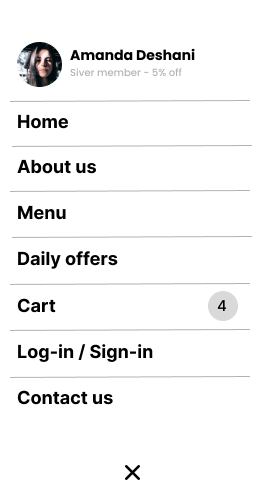 Amanda Deshani
Siver member - 5% off
Home
About us
Menu
Daily offers
Cart 4
Log-in / Sign-in
Contact us